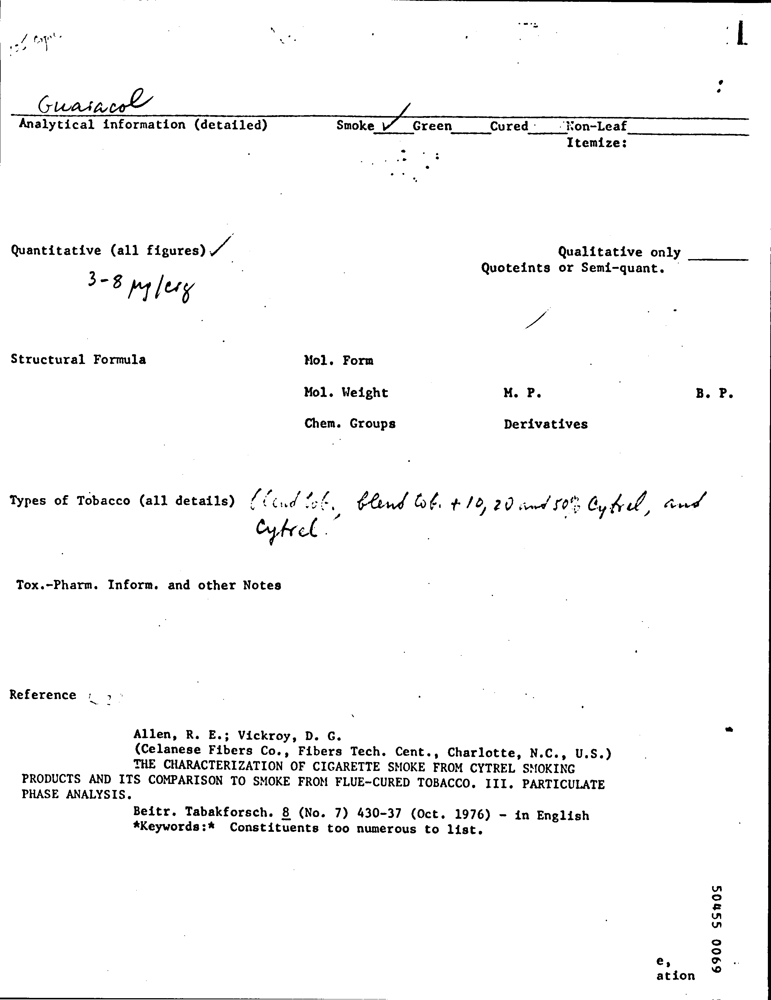 Guaiacol
Analytical information (detailed) Smoke ✓ Green Cured Non-Leaf
Itemize:
Quantitative (all figures) ✓ Qualitative only
Quoteints or Semi-quant.
3-8 μg/cig
Structural Formula Mol. Form
Mol. Weight M. P. B. P.
Chem. Groups Derivatives
Types of Tobacco (all details) blend tob., blend tob. + 10, 20 and 50% Cytrel, and
Cytrel.
Tox.-Pharm. Inform. and other Notes
Reference
Allen, R. E.; Vickroy, D. G.
(Celanese Fibers Co., Fibers Tech. Cent., Charlotte, N.C., U.S.)
THE CHARACTERIZATION OF CIGARETTE SMOKE FROM CYTREL SMOKING
PRODUCTS AND ITS COMPARISON TO SMOKE FROM FLUE-CURED TOBACCO. III. PARTICULATE
PHASE ANALYSIS.
Beitr. Tabakforsch. 8 (No. 7) 430-37 (Oct. 1976) - in English
*Keywords:* Constituents too numerous to list.
50455 0069
e,
ation